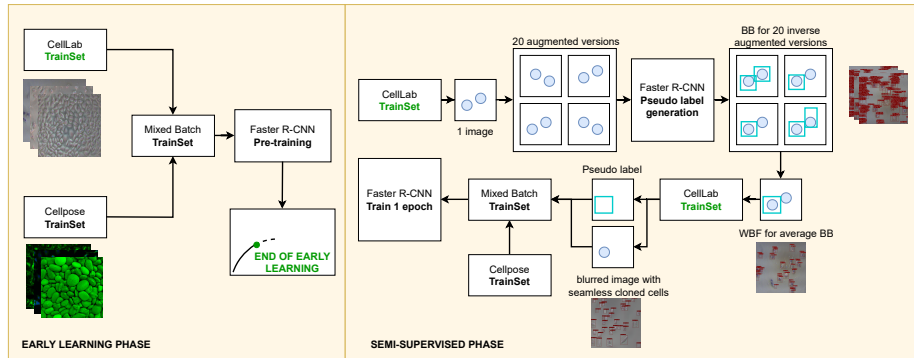 CellLab
TrainSet
Mixed Batch
TrainSet
Faster R-CNN
Pre-training
Cellpose
TrainSet
END OF EARLY
LEARNING
EARLY LEARNING PHASE
CellLab
TrainSet
1 image
20 augmented versions
Faster R-CNN
Pseudo label
generation
BB for 20 inverse
augmented versions
WBF for average BB
CellLab
TrainSet
Pseudo label
blurred image with
seamless cloned cells
Mixed Batch
TrainSet
Cellpose
TrainSet
Faster R-CNN
Train 1 epoch
SEMI-SUPERVISED PHASE